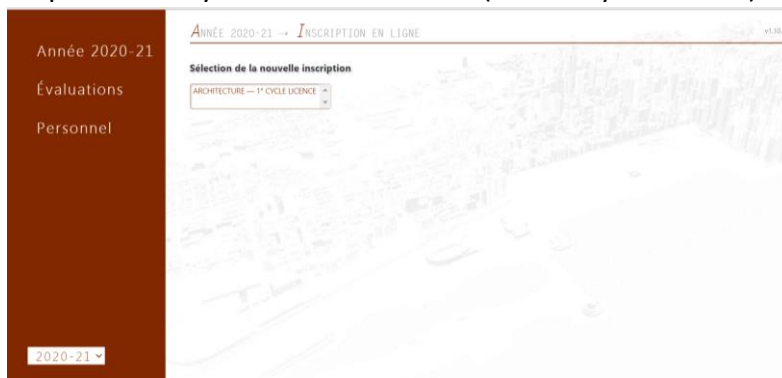 Année 2020-21
Évaluations
Personnel
2020-21
ANNÉE 2020-21 → INSCRIPTION EN LIGNE
Sélection de la nouvelle inscription
ARCHITECTURE — 1° CYCLE LICENCE